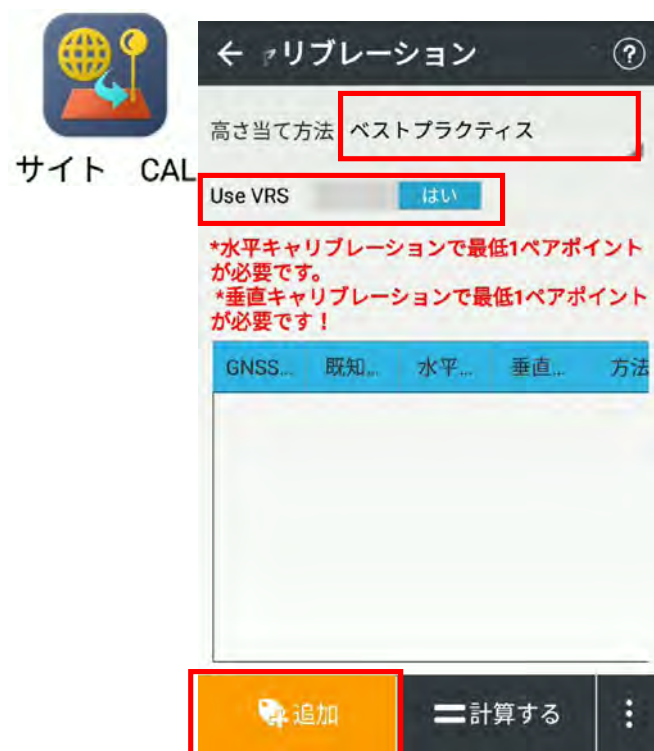 サイト CAL
リブレーション
?
高さ当て方法 ベストプラクティス
Use VRS はい
*水平キャリブレーションで最低1ペアポイント
が必要です。
*垂直キャリブレーションで最低1ペアポイント
が必要です！
GNSS... 既知... 水平... 垂直... 方法
追加 計算する